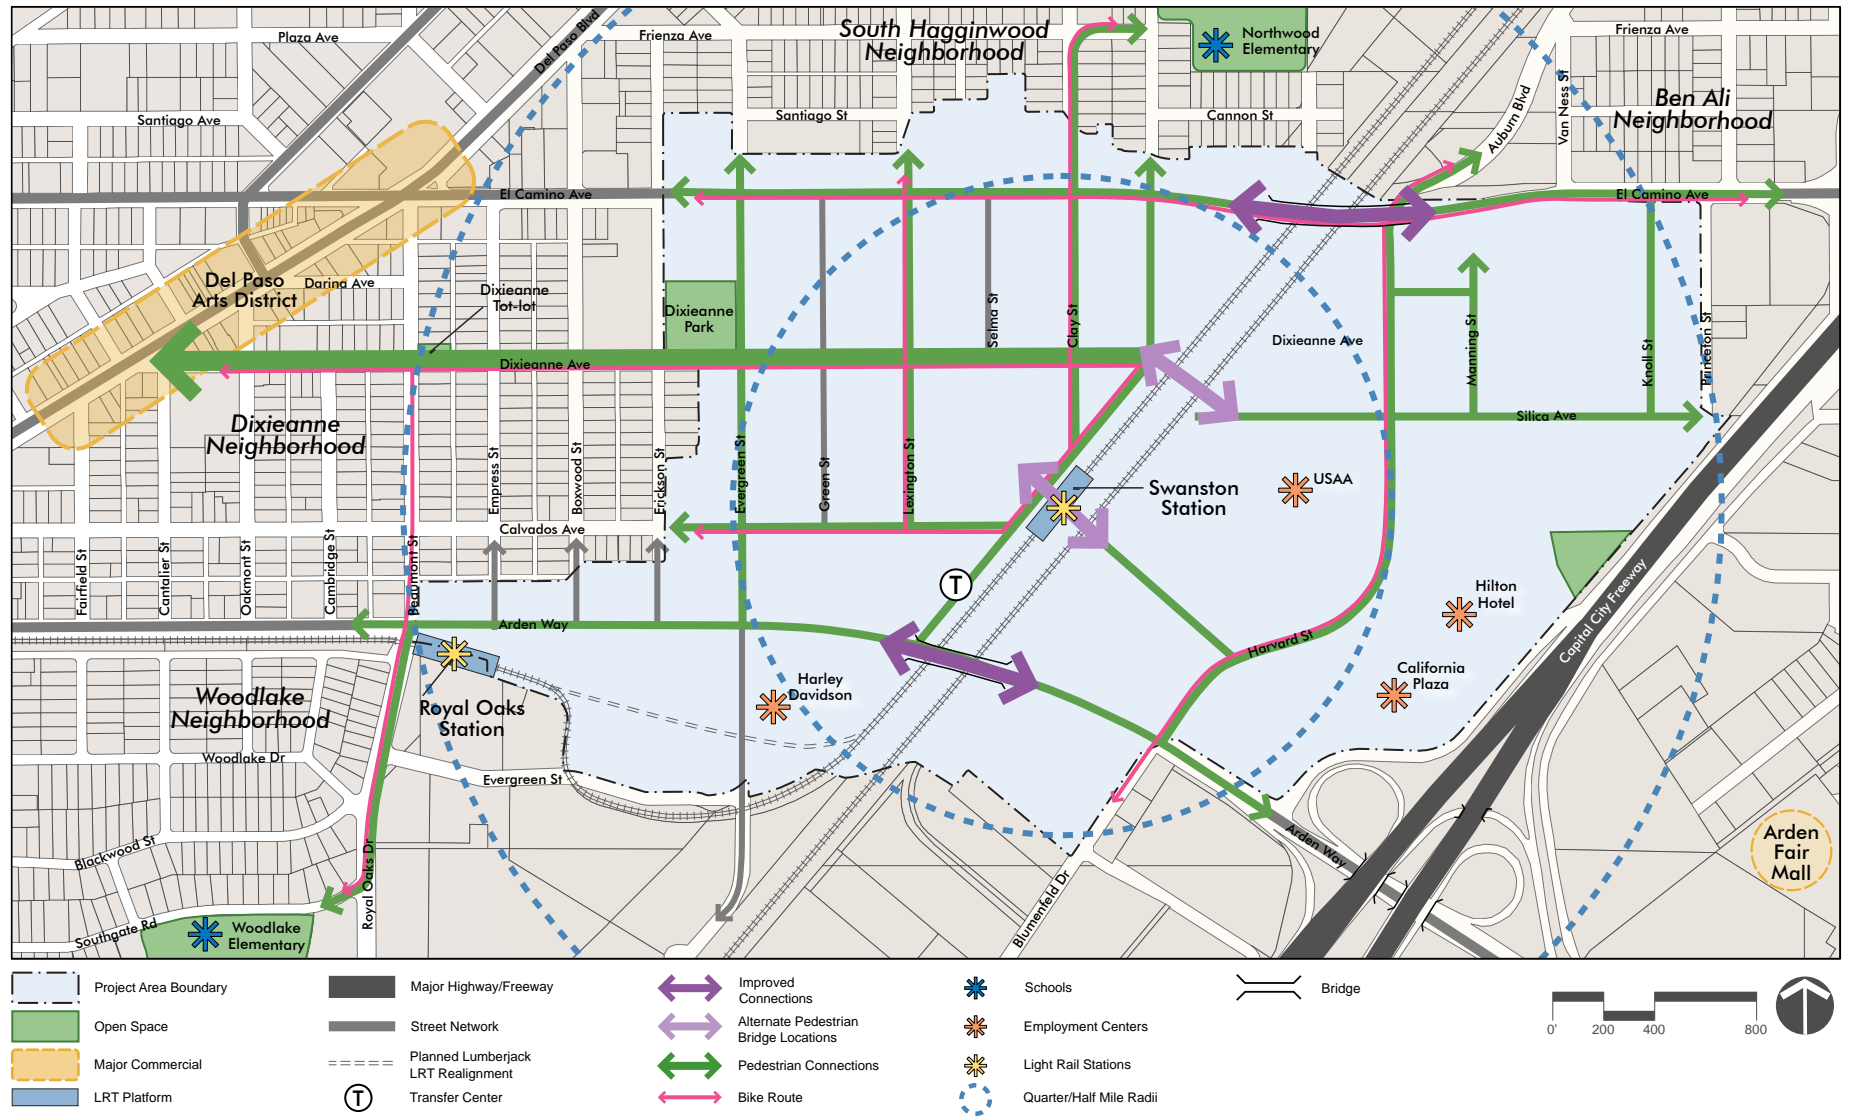 Plaza Ave
Del Paso Blvd
Frienza Ave
South Hagginwood
Neighborhood
Northwood
Elementary
Frienza Ave
Santiago Ave
Santiago St
Cannon St
Auburn Blvd
Van Ness St
Ben Ali
Neighborhood
El Camino Ave
El Camino Ave
Del Paso
Arts District
Darina Ave
Dixieanne
Tot-lot
Dixieanne
Park
Selma St
Clay St
Dixieanne Ave
Manning St
Knoll St
Princeton St
Dixieanne Ave
Silica Ave
Dixieanne
Neighborhood
Empress St
Boxwood St
Erickson St
Evergreen St
Green St
Lexington St
Swanston
Station
USAA
Calvados Ave
Fairfield St
Cantalier St
Oakmont St
Cambridge St
Beaumont St
T
Hilton
Hotel
Capital City Freeway
Arden Way
Harvard St
California
Plaza
Harley
Davidson
Woodlake
Neighborhood
Royal Oaks
Station
Woodlake Dr
Evergreen St
Blackwood St
Royal Oaks Dr
Arden Way
Arden
Fair
Mall
Blumenfeld Dr
Southgate Rd
Woodlake
Elementary
Project Area Boundary
Open Space
Major Commercial
LRT Platform
Major Highway/Freeway
Street Network
Planned Lumberjack
LRT Realignment
T
Transfer Center
Improved
Connections
Alternate Pedestrian
Bridge Locations
Pedestrian Connections
Bike Route
Schools
Employment Centers
Light Rail Stations
Quarter/Half Mile Radii
Bridge
0' 200 400 800